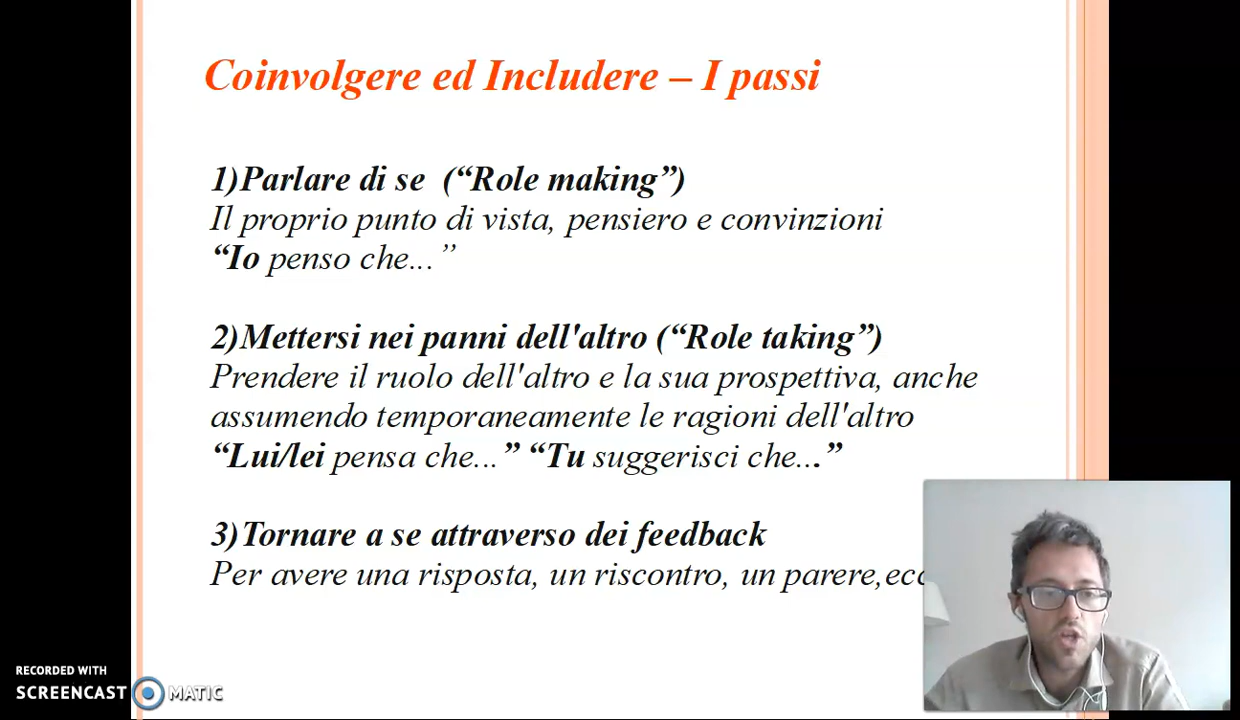 Coinvolgere ed Includere – I passi
1)Parlare di se (“Role making”)
Il proprio punto di vista, pensiero e convinzioni
“Io penso che...”
2)Mettersi nei panni dell'altro (“Role taking”)
Prendere il ruolo dell'altro e la sua prospettiva, anche
assumendo temporaneamente le ragioni dell'altro
“Lui/lei pensa che...” “Tu suggerisci che...”
3)Tornare a se attraverso dei feedback
Per avere una risposta, un riscontro, un parere,ecc
RECORDED WITH
SCREENCAST MATIC